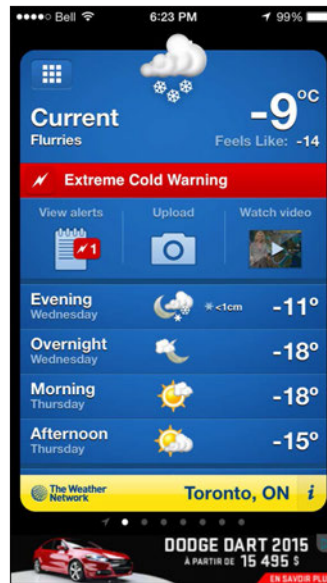 Bell 6:23 PM 99%
°C
-9
Current
Flurries
Feels Like: -14
Extreme Cold Warning
View alerts Upload Watch video
1
Evening
Wednesday
<1cm
-11°
Overnight
Wednesday
-18°
Morning
Thursday
-18°
Afternoon
Thursday
-15°
The Weather
Network
Toronto, ON i
DODGE DART 2015
À PARTIR DE 15 495 $
EN SAVOIR PLUS